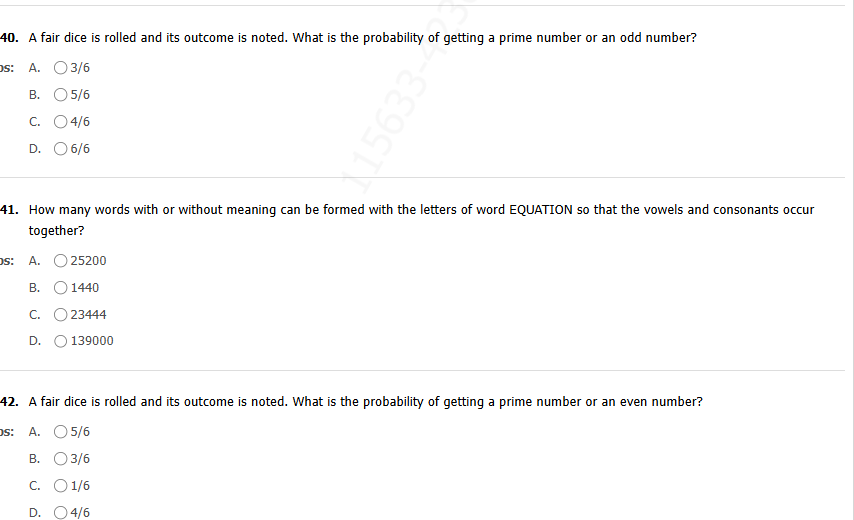 40. A fair dice is rolled and its outcome is noted. What is the probability of getting a prime number or an odd number?
os: A. 3/6
B. 5/6
C. 4/6
D. 6/6
41. How many words with or without meaning can be formed with the letters of word EQUATION so that the vowels and consonants occur
together?
os: A. 25200
B. 1440
C. 23444
D. 139000
42. A fair dice is rolled and its outcome is noted. What is the probability of getting a prime number or an even number?
os: A. 5/6
B. 3/6
C. 1/6
D. 4/6